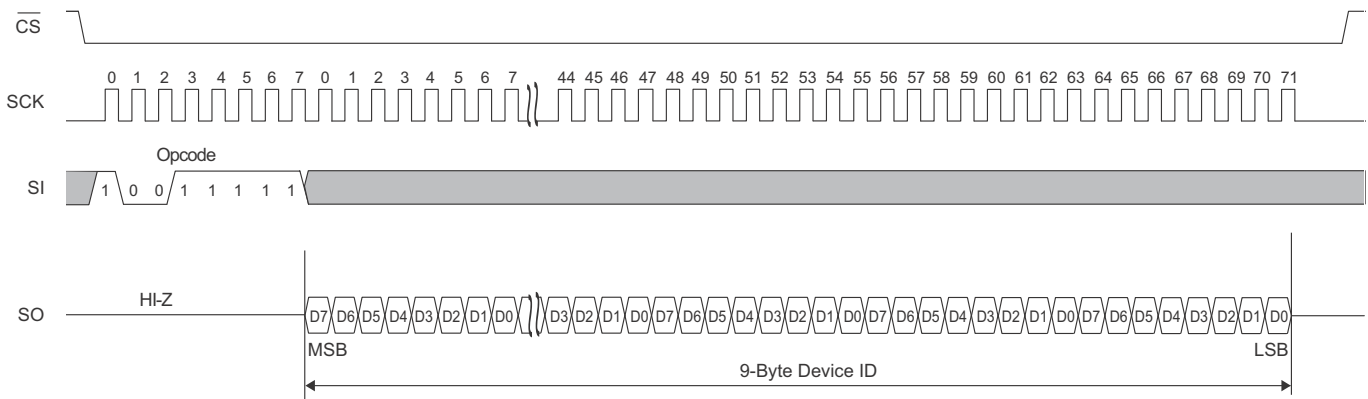 CS
0 1 2 3 4 5 6 7 0 1 2 3 4 5 6 7 44 45 46 47 48 49 50 51 52 53 54 55 56 57 58 59 60 61 62 63 64 65 66 67 68 69 70 71
SCK
Opcode
SI 1 0 0 1 1 1 1 1
HI-Z
SO D7 D6 D5 D4 D3 D2 D1 D0 D3 D2 D1 D0 D7 D6 D5 D4 D3 D2 D1 D0 D7 D6 D5 D4 D3 D2 D1 D0 D7 D6 D5 D4 D3 D2 D1 D0
MSB LSB
9-Byte Device ID